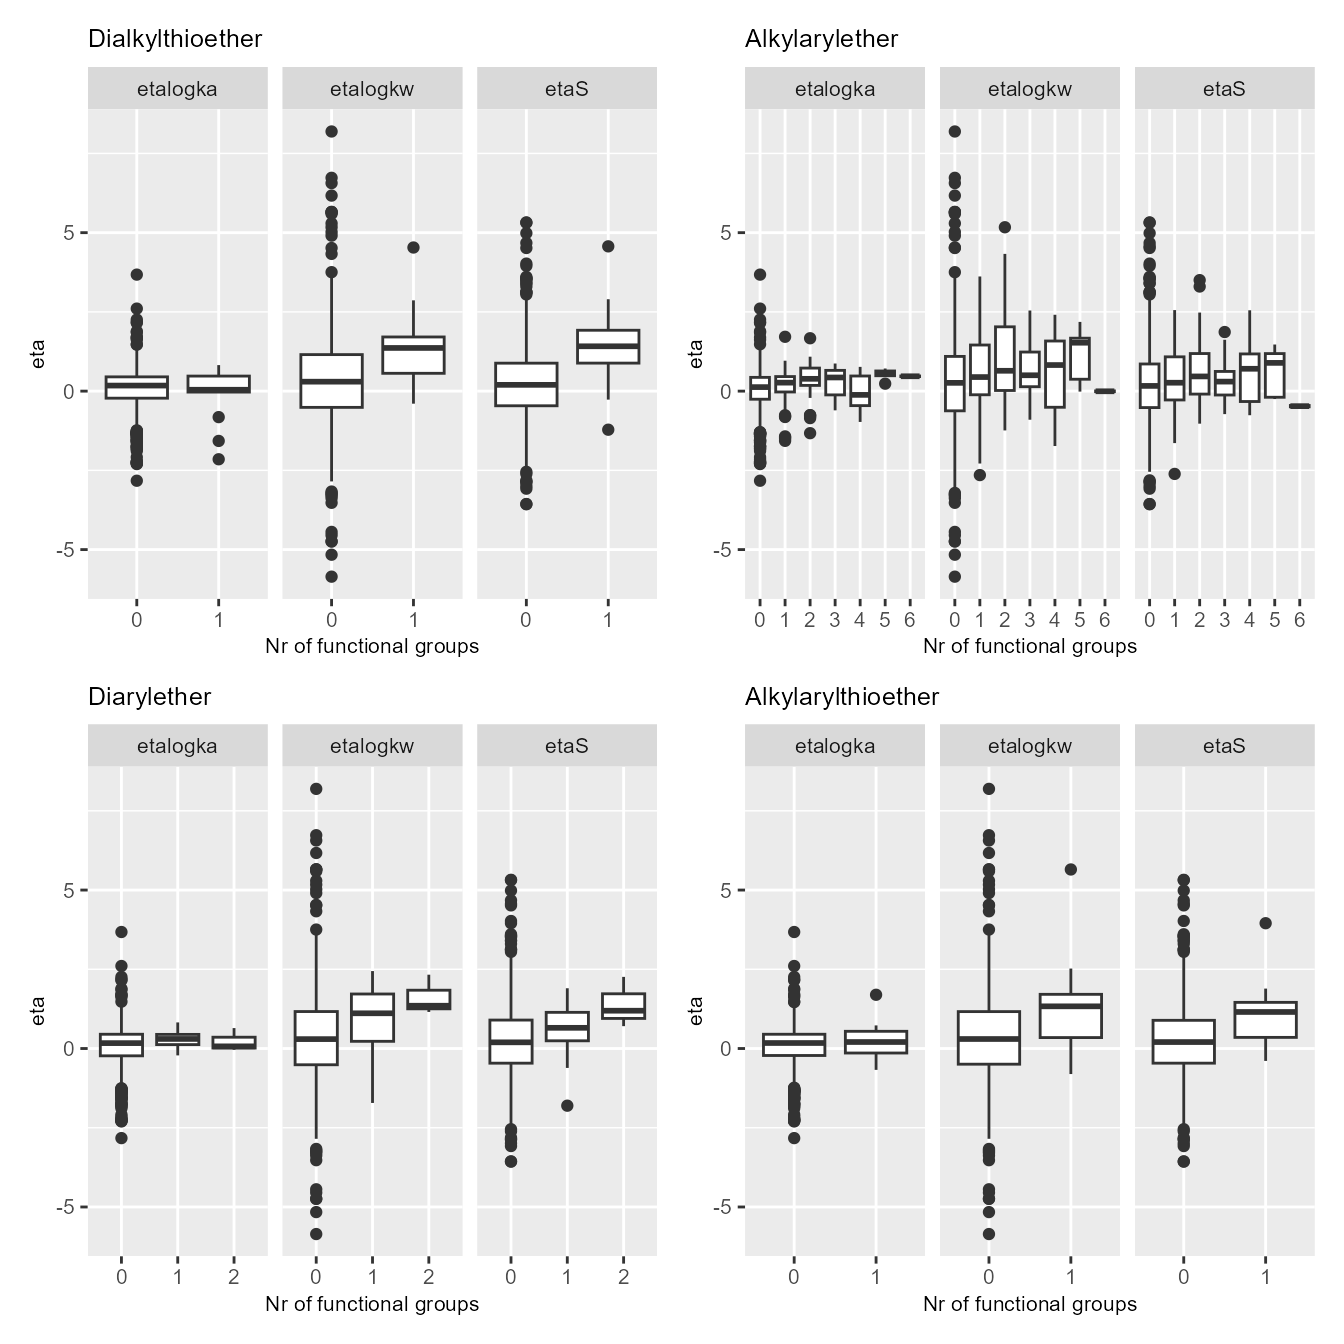 Dialkylthioether
etalogka etalogkw etaS
eta
5
0
-5
0 1 0 1 0 1
Nr of functional groups
Alkylarylether
etalogka etalogkw etaS
eta
5
0
-5
0 1 2 3 4 5 6 0 1 2 3 4 5 6 0 1 2 3 4 5 6
Nr of functional groups
Diarylether
etalogka etalogkw etaS
eta
5
0
-5
0 1 2 0 1 2 0 1 2
Nr of functional groups
Alkylarylthioether
etalogka etalogkw etaS
eta
5
0
-5
0 1 0 1 0 1
Nr of functional groups